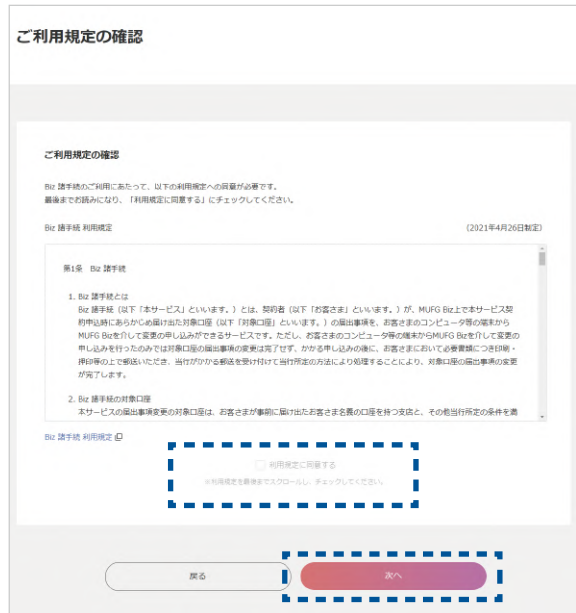 ご利用規定の確認
ご利用規定の確認
Biz 諸手続のご利用にあたって、以下の利用規定への同意が必要です。
最後までお読みになり、「利用規定に同意する」にチェックしてください。
Biz 諸手続 利用規定 (2021年4月26日制定)
第1条 Biz 諸手続
1. Biz 諸手続とは
Biz 諸手続（以下「本サービス」といいます。）とは、契約者（以下「お客さま」といいます。）が、MUFG Biz上で本サービス契
約申込時にあらかじめ届け出た対象口座（以下「対象口座」といいます。）の届出事項を、お客さまのコンピュータ等の端末から
MUFG Bizを介して変更の申し込みができるサービスです。ただし、お客さまのコンピュータ等の端末からMUFG Bizを介して変更の
申し込みを行ったのみでは対象口座の届出事項の変更は完了せず、かかる申し込みの後に、お客さまにおいて必要書類につき印刷・
押印等の上で郵送いただき、当行がかかる郵送を受け付けて当行所定の方法により処理することにより、対象口座の届出事項の変更
が完了します。
2. Biz 諸手続の対象口座
本サービスの届出事項変更の対象口座は、お客さまが事前に届け出たお客さま名義の口座を持つ支店と、その他当行所定の条件を満
Biz 諸手続 利用規定
利用規定に同意する
※利用規定を最後までスクロールし、チェックしてください。
戻る
次へ